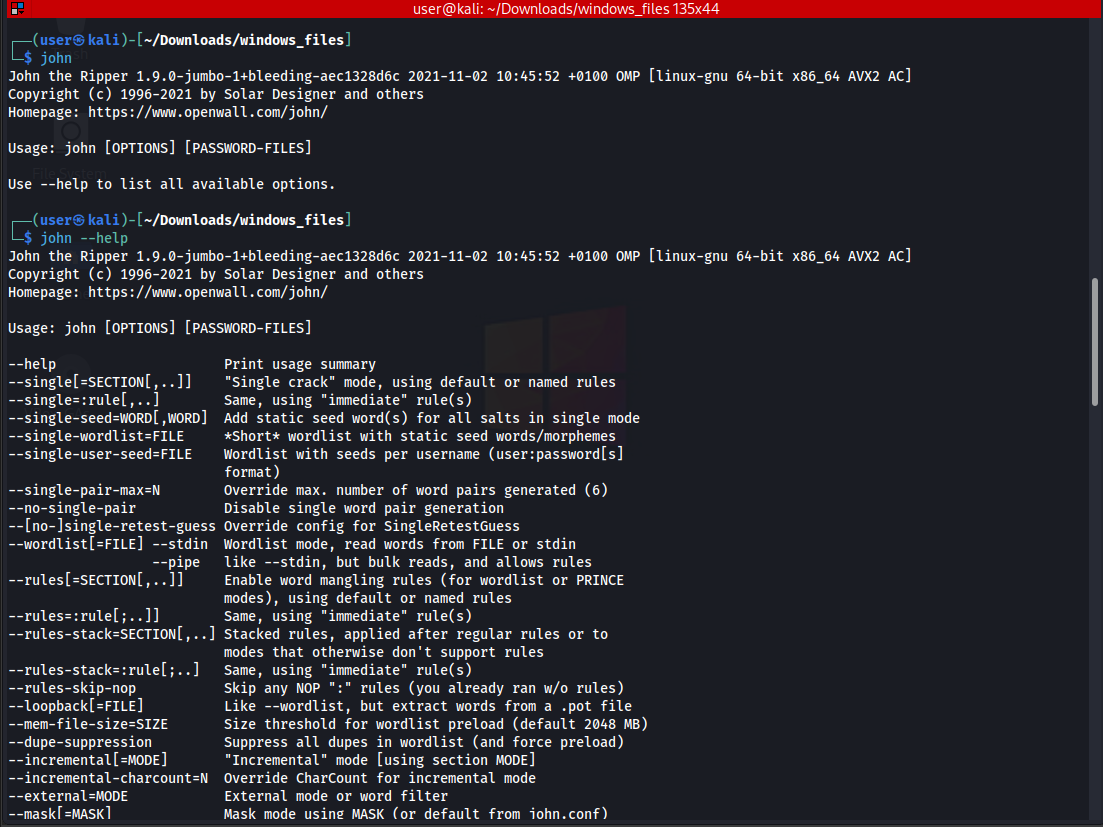 user@kali: ~/Downloads/windows_files 135x44
┌──(user㉿kali)-[~/Downloads/windows_files]
└─$ john
John the Ripper 1.9.0-jumbo-1+bleeding-aec1328d6c 2021-11-02 10:45:52 +0100 OMP [linux-gnu 64-bit x86_64 AVX2 AC]
Copyright (c) 1996-2021 by Solar Designer and others
Homepage: https://www.openwall.com/john/
Usage: john [OPTIONS] [PASSWORD-FILES]
File System
Use --help to list all available options.
┌──(user㉿kali)-[~/Downloads/windows_files]
└─$ john --help
John the Ripper 1.9.0-jumbo-1+bleeding-aec1328d6c 2021-11-02 10:45:52 +0100 OMP [linux-gnu 64-bit x86_64 AVX2 AC]
Copyright (c) 1996-2021 by Solar Designer and others
Homepage: https://www.openwall.com/john/
Usage: john [OPTIONS] [PASSWORD-FILES]
--help                     Print usage summary
--single[=SECTION[,..]]    "Single crack" mode, using default or named rules
--single=:rule[,..]        Same, using "immediate" rule(s)
--single-seed=WORD[,WORD]  Add static seed word(s) for all salts in single mode
--single-wordlist=FILE     *Short* wordlist with static seed words/morphemes
--single-user-seed=FILE    Wordlist with seeds per username (user:password[s]
                           format)
--single-pair-max=N        Override max. number of word pairs generated (6)
--no-single-pair           Disable single word pair generation
--[no-]single-retest-guess Override config for SingleRetestGuess
--wordlist[=FILE] --stdin  Wordlist mode, read words from FILE or stdin
                  --pipe   like --stdin, but bulk reads, and allows rules
--rules[=SECTION[,..]]     Enable word mangling rules (for wordlist or PRINCE
                           modes), using default or named rules
--rules=:rule[;..]]        Same, using "immediate" rule(s)
--rules-stack=SECTION[,..] Stacked rules, applied after regular rules or to
                           modes that otherwise don't support rules
--rules-stack=:rule[;..]   Same, using "immediate" rule(s)
--rules-skip-nop           Skip any NOP ":" rules (you already ran w/o rules)
--loopback[=FILE]          Like --wordlist, but extract words from a .pot file
--mem-file-size=SIZE       Size threshold for wordlist preload (default 2048 MB)
--dupe-suppression         Suppress all dupes in wordlist (and force preload)
--incremental[=MODE]       "Incremental" mode [using section MODE]
--incremental-charcount=N  Override CharCount for incremental mode
--external=MODE            External mode or word filter
--mask[=MASK]              Mask mode using MASK (or default from john.conf)